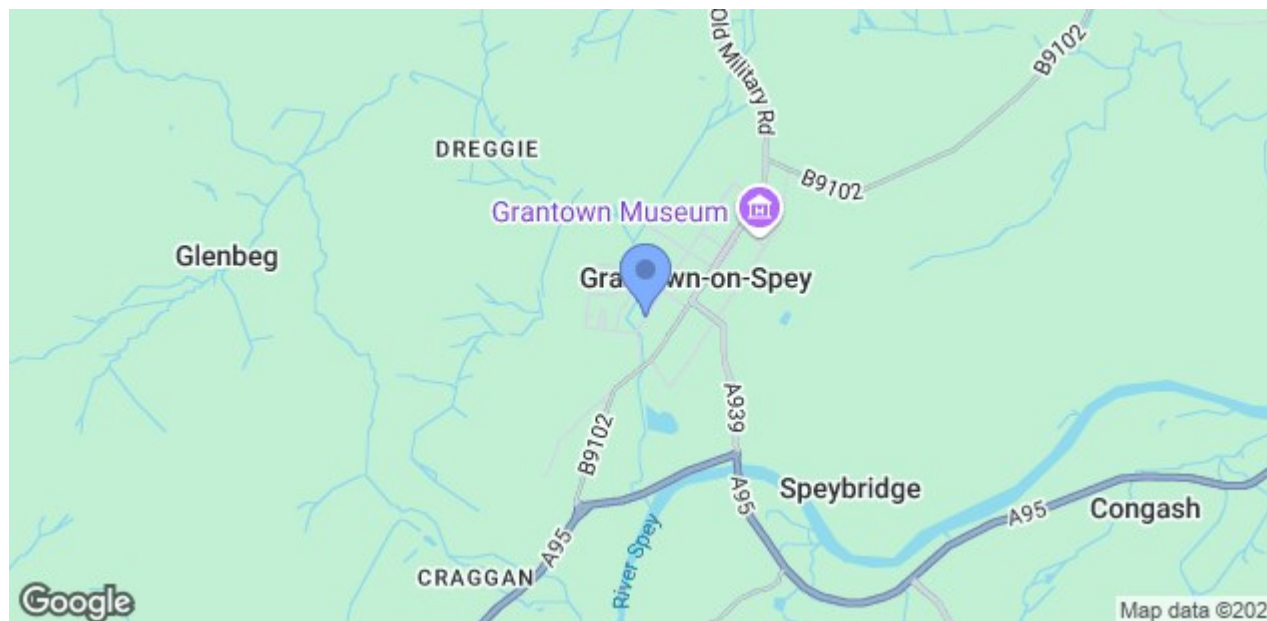 Old Military Rd
B9102
DREGGIE
B9102
Grantown Museum
Glenbeg
Grantown-on-Spey
A939
B9102
Speybridge
A95
Congash
A95
A95
River Spey
CRAGGAN
Google
Map data ©202